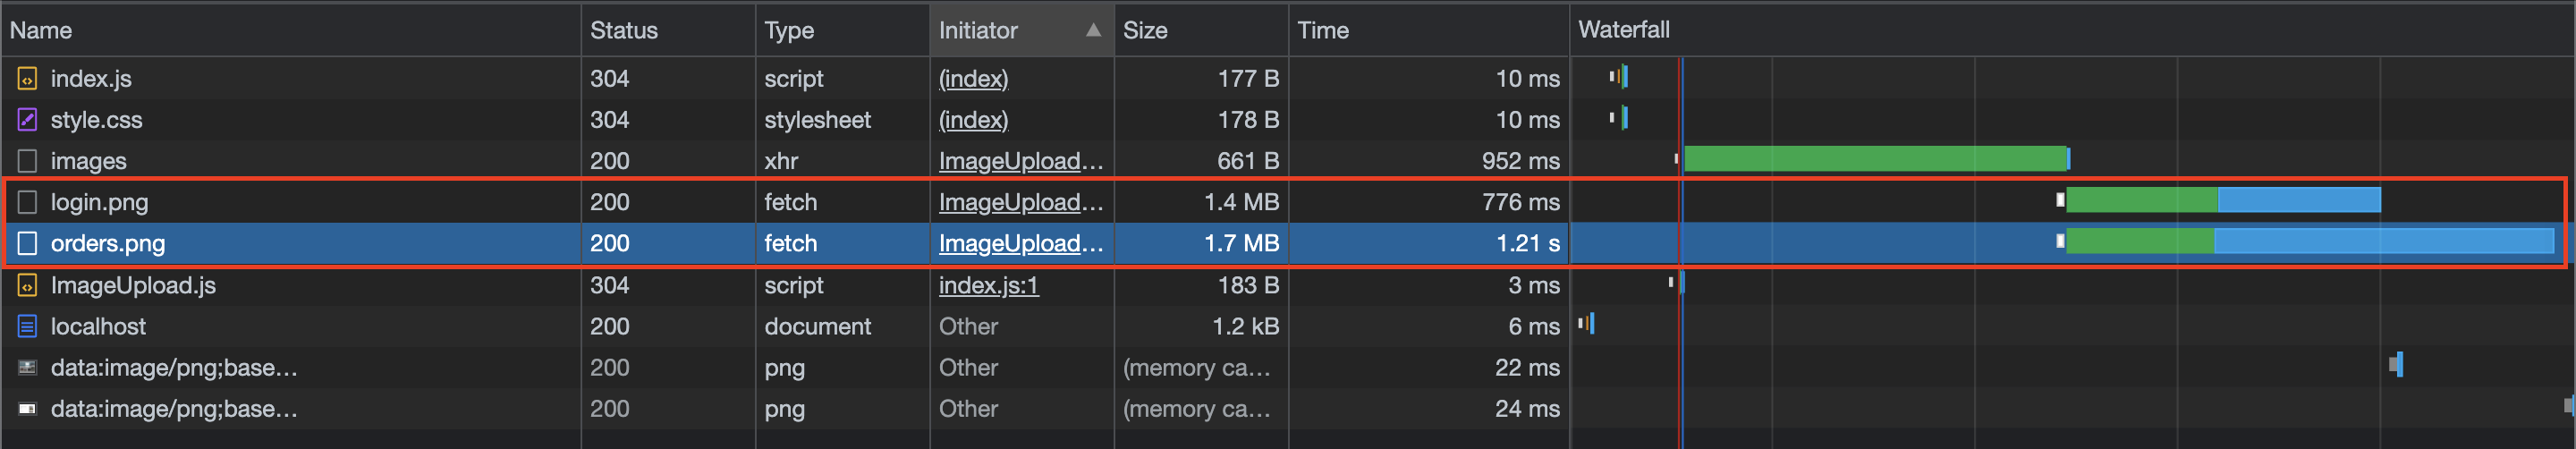 Name Status Type Initiator Size Time Waterfall
index.js 304 script (index) 177 B 10 ms
style.css 304 stylesheet (index) 178 B 10 ms
images 200 xhr ImageUpload… 661 B 952 ms
login.png 200 fetch ImageUpload… 1.4 MB 776 ms
orders.png 200 fetch ImageUpload… 1.7 MB 1.21 s
ImageUpload.js 304 script index.js:1 183 B 3 ms
localhost 200 document Other 1.2 kB 6 ms
data:image/png;base… 200 png Other (memory ca… 22 ms
data:image/png;base… 200 png Other (memory ca… 24 ms